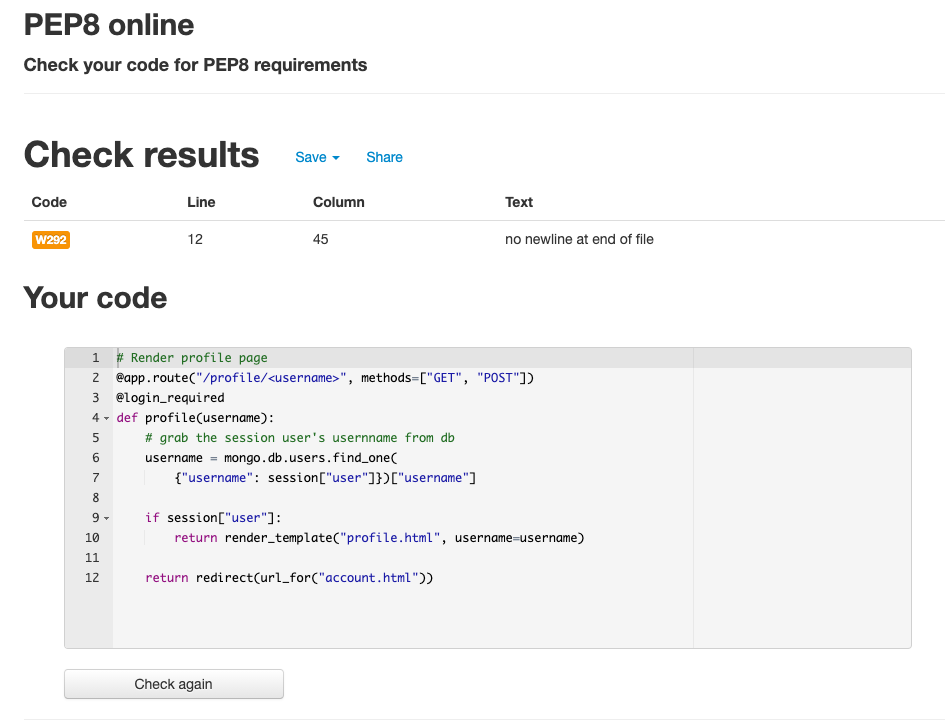 PEP8 online
Check your code for PEP8 requirements
Check results Save Share
Code Line Column Text
W292 12 45 no newline at end of file
Your code
1 # Render profile page
2 @app.route("/profile/<username>", methods=["GET", "POST"])
3 @login_required
4 def profile(username):
5     # grab the session user's usernname from db
6     username = mongo.db.users.find_one(
7         {"username": session["user"]})["username"]
8
9     if session["user"]:
10         return render_template("profile.html", username=username)
11
12     return redirect(url_for("account.html"))
Check again